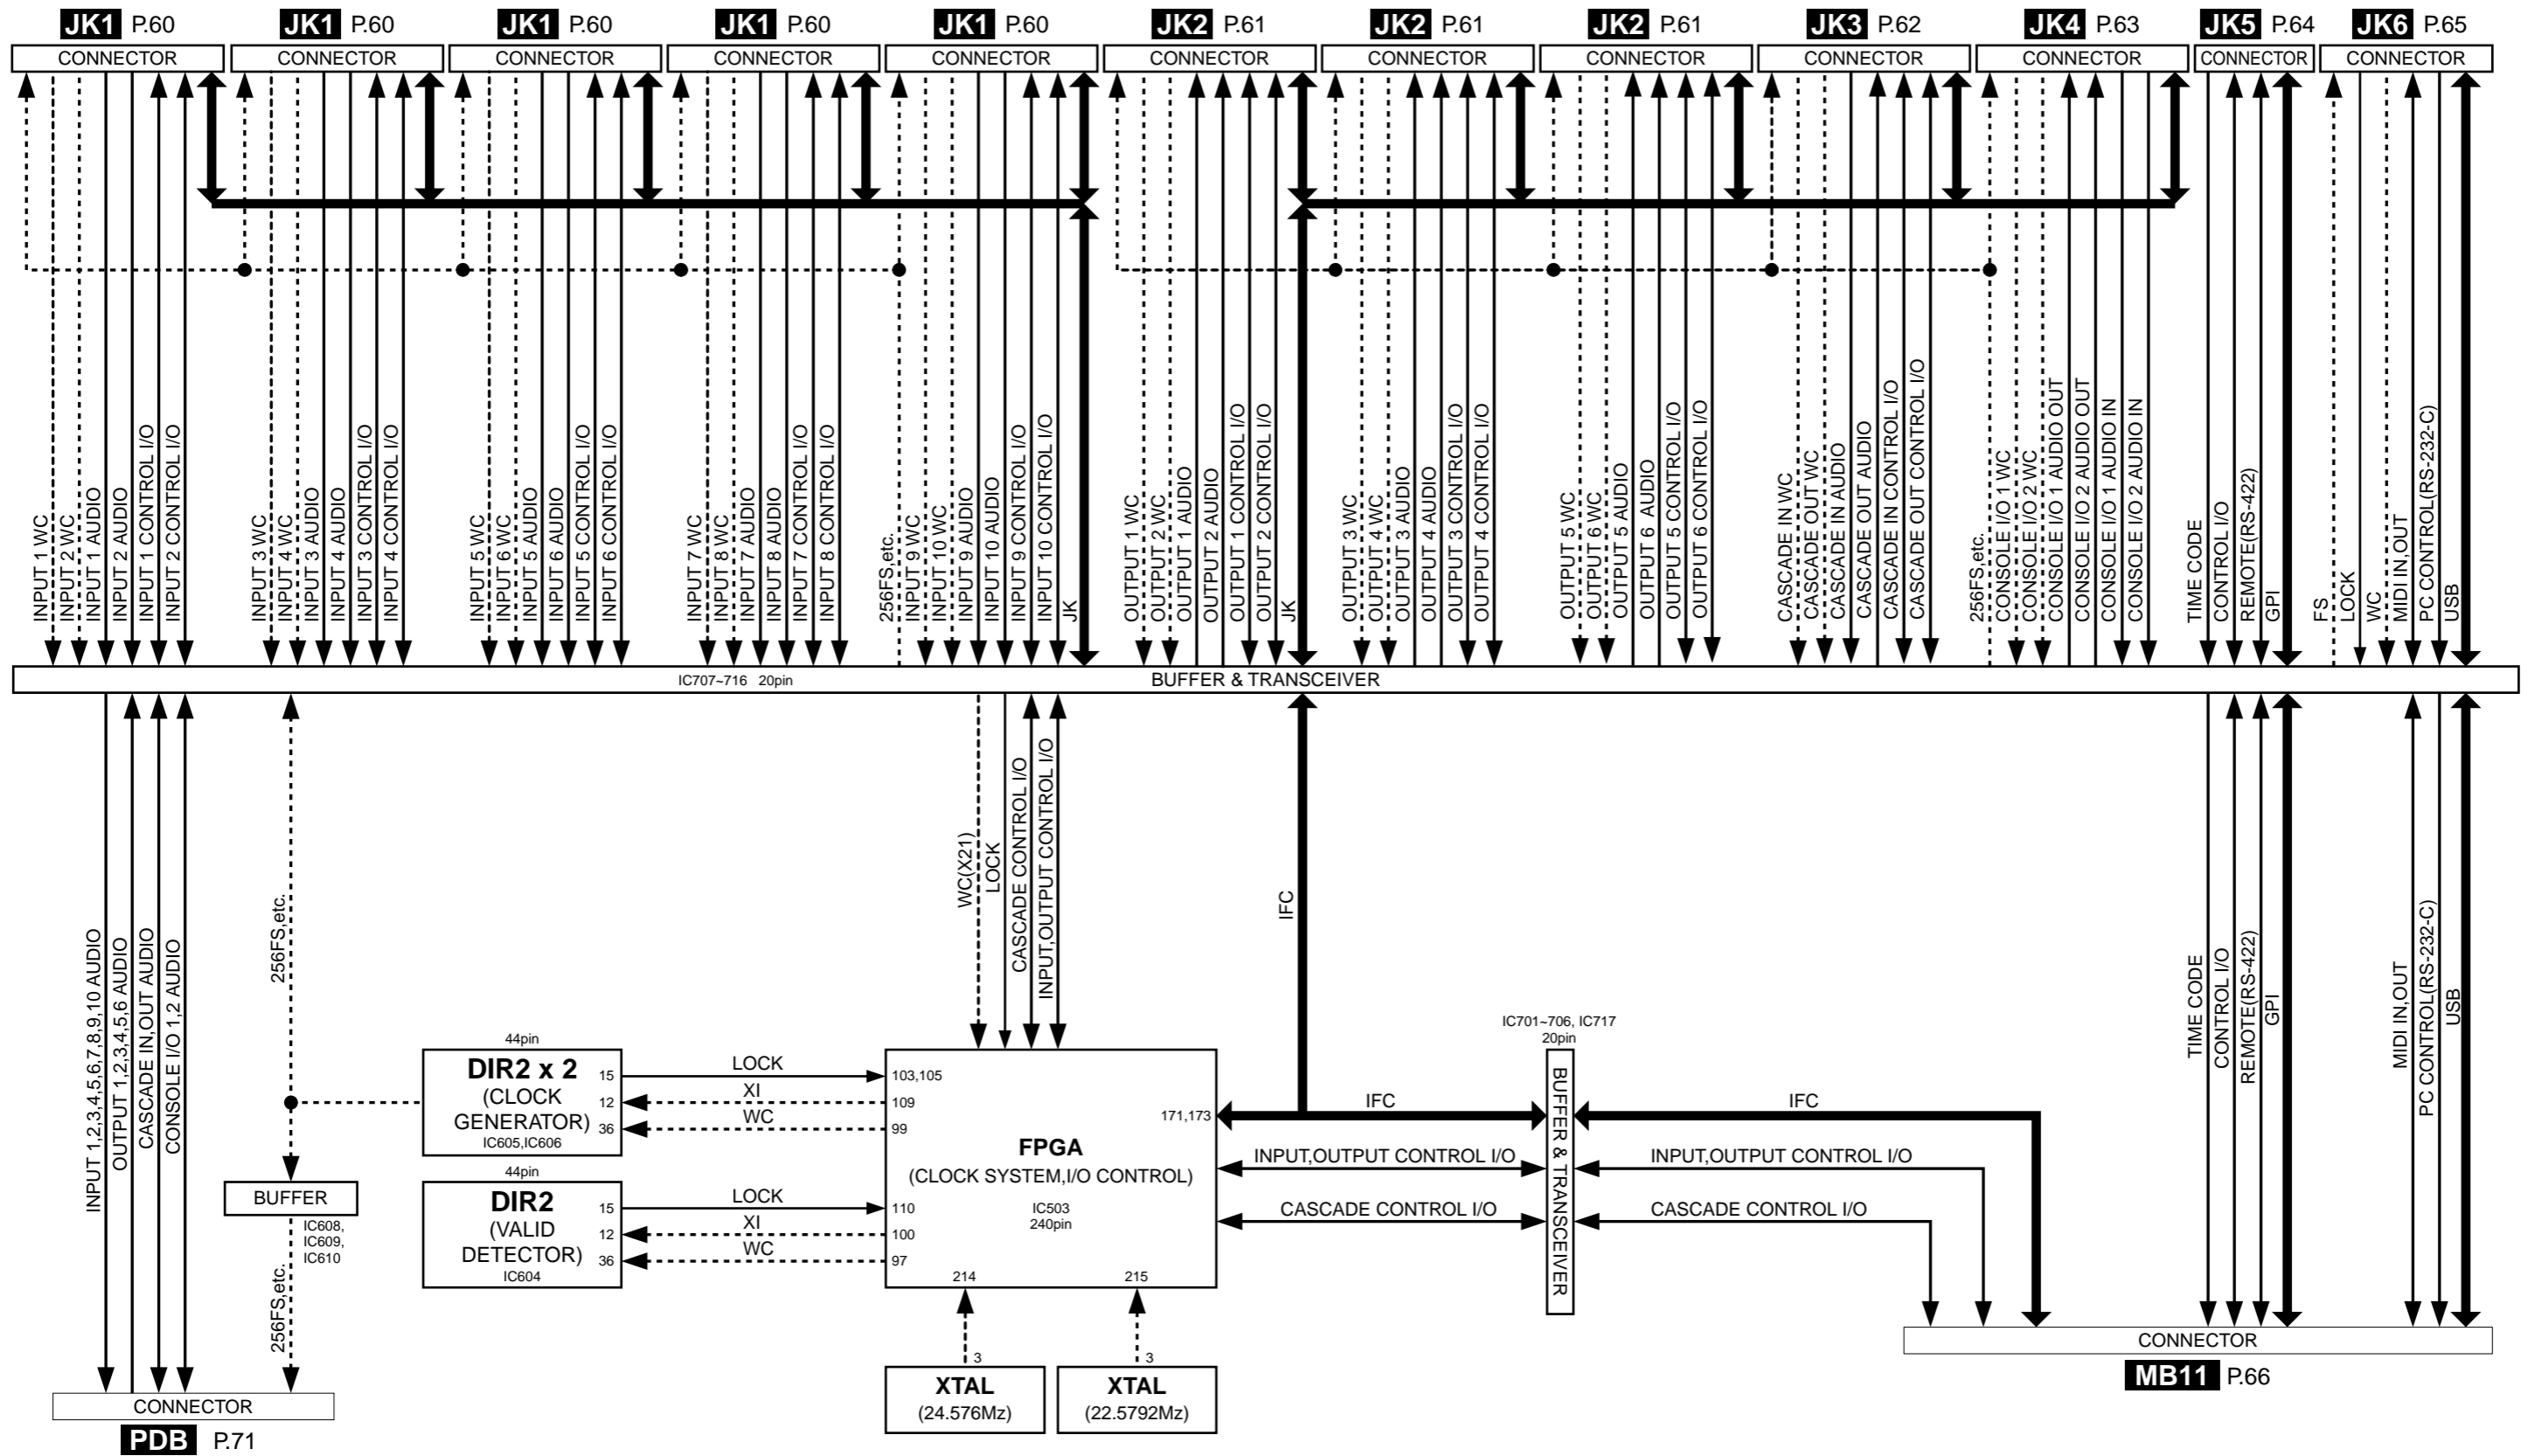 JK1 P.60
JK1 P.60
JK1 P.60
JK1 P.60
JK1 P.60
JK2 P.61
JK2 P.61
JK2 P.61
JK3 P.62
JK4 P.63
JK5 P.64
JK6 P.65
CONNECTOR
CONNECTOR
CONNECTOR
CONNECTOR
CONNECTOR
CONNECTOR
CONNECTOR
CONNECTOR
CONNECTOR
CONNECTOR
CONNECTOR
CONNECTOR
INPUT 1 WC
INPUT 2 WC
INPUT 1 AUDIO
INPUT 2 AUDIO
INPUT 1 CONTROL I/O
INPUT 2 CONTROL I/O
INPUT 3 WC
INPUT 4 WC
INPUT 3 AUDIO
INPUT 4 AUDIO
INPUT 3 CONTROL I/O
INPUT 4 CONTROL I/O
INPUT 5 WC
INPUT 6 WC
INPUT 5 AUDIO
INPUT 6 AUDIO
INPUT 5 CONTROL I/O
INPUT 6 CONTROL I/O
INPUT 7 WC
INPUT 8 WC
INPUT 7 AUDIO
INPUT 8 AUDIO
INPUT 7 CONTROL I/O
INPUT 8 CONTROL I/O
256FS,etc.
INPUT 9 WC
INPUT 10 WC
INPUT 9 AUDIO
INPUT 10 AUDIO
INPUT 9 CONTROL I/O
INPUT 10 CONTROL I/O
JK
OUTPUT 1 WC
OUTPUT 2 WC
OUTPUT 1 AUDIO
OUTPUT 2 AUDIO
OUTPUT 1 CONTROL I/O
OUTPUT 2 CONTROL I/O
JK
OUTPUT 3 WC
OUTPUT 4 WC
OUTPUT 3 AUDIO
OUTPUT 4 AUDIO
OUTPUT 3 CONTROL I/O
OUTPUT 4 CONTROL I/O
OUTPUT 5 WC
OUTPUT 6 WC
OUTPUT 5 AUDIO
OUTPUT 6 AUDIO
OUTPUT 5 CONTROL I/O
OUTPUT 6 CONTROL I/O
CASCADE IN WC
CASCADE OUT WC
CASCADE IN AUDIO
CASCADE OUT AUDIO
CASCADE IN CONTROL I/O
CASCADE OUT CONTROL I/O
256FS,etc.
CONSOLE I/O 1 WC
CONSOLE I/O 2 WC
CONSOLE I/O 1 AUDIO OUT
CONSOLE I/O 2 AUDIO OUT
CONSOLE I/O 1 AUDIO IN
CONSOLE I/O 2 AUDIO IN
TIME CODE
CONTROL I/O
REMOTE(RS-422)
GPI
FS
LOCK
WC
MIDI IN,OUT
PC CONTROL(RS-232-C)
USB
IC707~716 20pin
BUFFER & TRANSCEIVER
INPUT 1,2,3,4,5,6,7,8,9,10 AUDIO
OUTPUT 1,2,3,4,5,6 AUDIO
CASCADE IN,OUT AUDIO
CONSOLE I/O 1,2 AUDIO
256FS,etc.
WC(X21)
LOCK
CASCADE CONTROL I/O
INPUT,OUTPUT CONTROL I/O
IFC
TIME CODE
CONTROL I/O
REMOTE(RS-422)
GPI
MIDI IN,OUT
PC CONTROL(RS-232-C)
USB
44pin
DIR2 x 2
(CLOCK
GENERATOR)
IC605,IC606
15
12
36
LOCK
XI
WC
103,105
109
99
44pin
DIR2
(VALID
DETECTOR)
IC604
15
12
36
LOCK
XI
WC
110
100
97
171,173
FPGA
(CLOCK SYSTEM,I/O CONTROL)
IC503
240pin
214
215
IC701~706, IC717
20pin
BUFFER & TRANSCEIVER
IFC
INPUT,OUTPUT CONTROL I/O
CASCADE CONTROL I/O
IFC
INPUT,OUTPUT CONTROL I/O
CASCADE CONTROL I/O
BUFFER
IC608,
IC609,
IC610
256FS,etc.
3
XTAL
(24.576Mz)
3
XTAL
(22.5792Mz)
CONNECTOR
MB11 P.66
CONNECTOR
PDB P.71